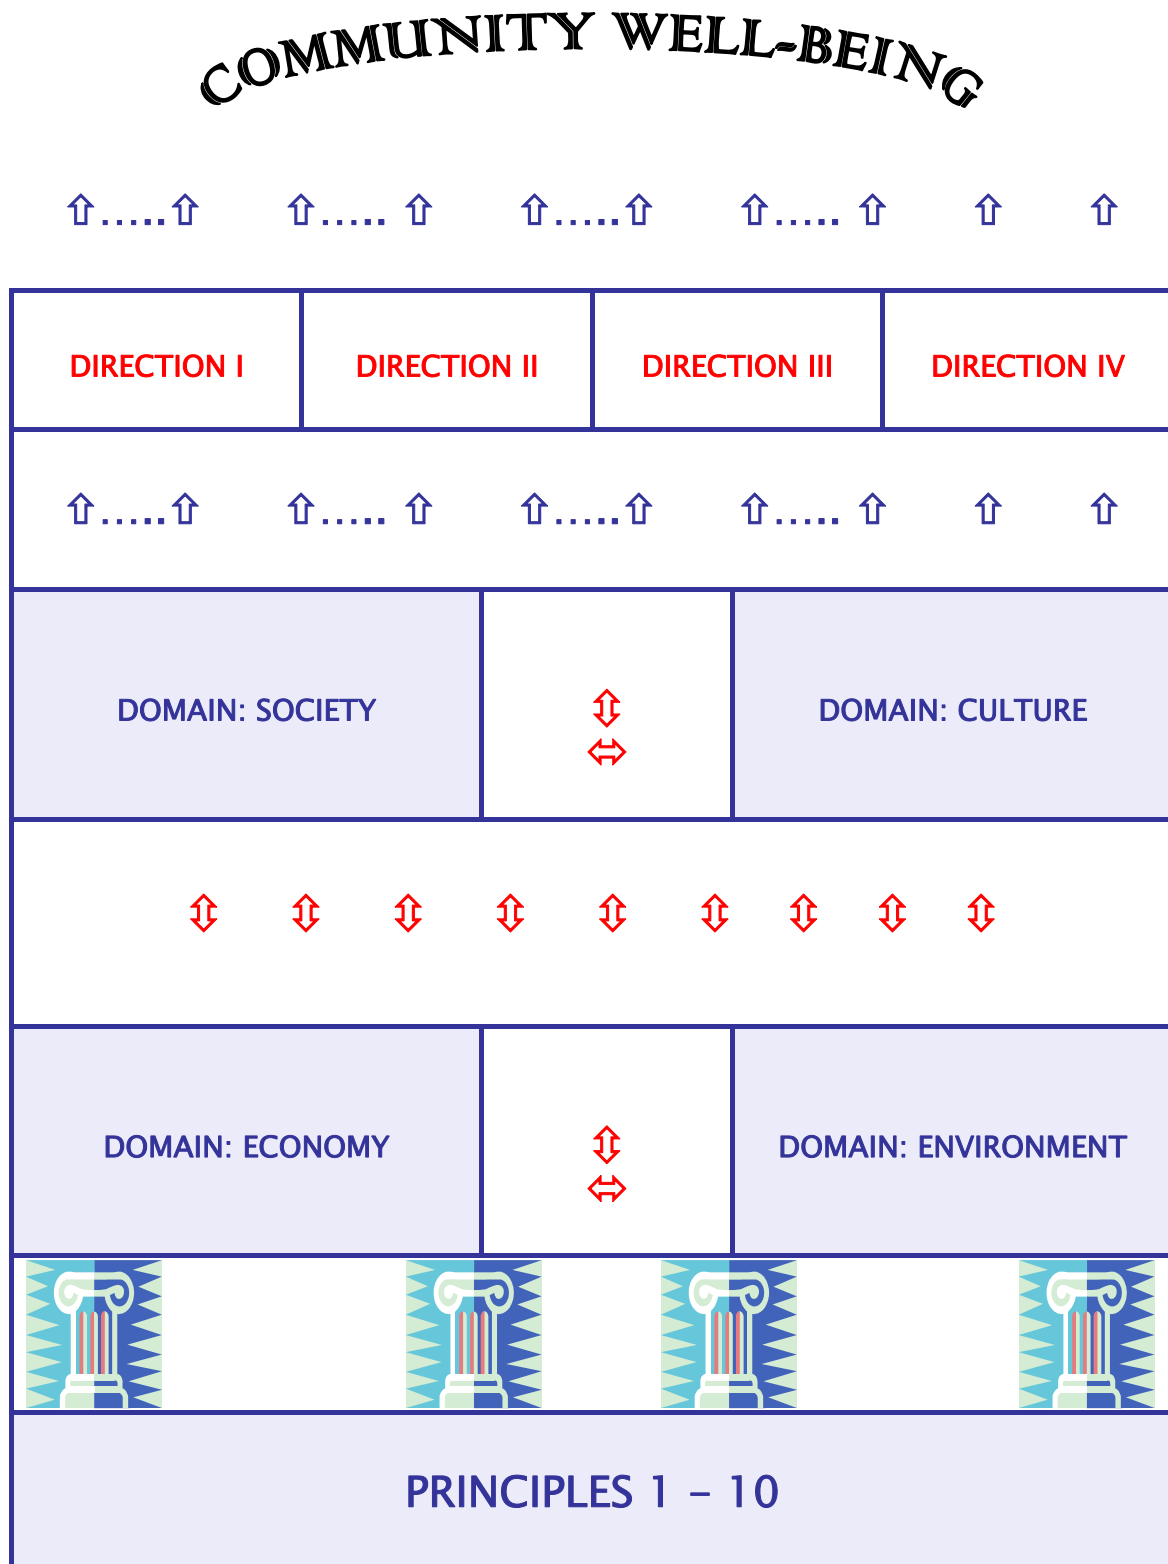 COMMUNITY WELL-BEING
⇧.....⇧ ⇧..... ⇧ ⇧.....⇧ ⇧..... ⇧ ⇧ ⇧
DIRECTION I DIRECTION II DIRECTION III DIRECTION IV
⇧.....⇧ ⇧..... ⇧ ⇧.....⇧ ⇧..... ⇧ ⇧ ⇧
DOMAIN: SOCIETY DOMAIN: CULTURE
DOMAIN: ECONOMY DOMAIN: ENVIRONMENT
PRINCIPLES 1 – 10